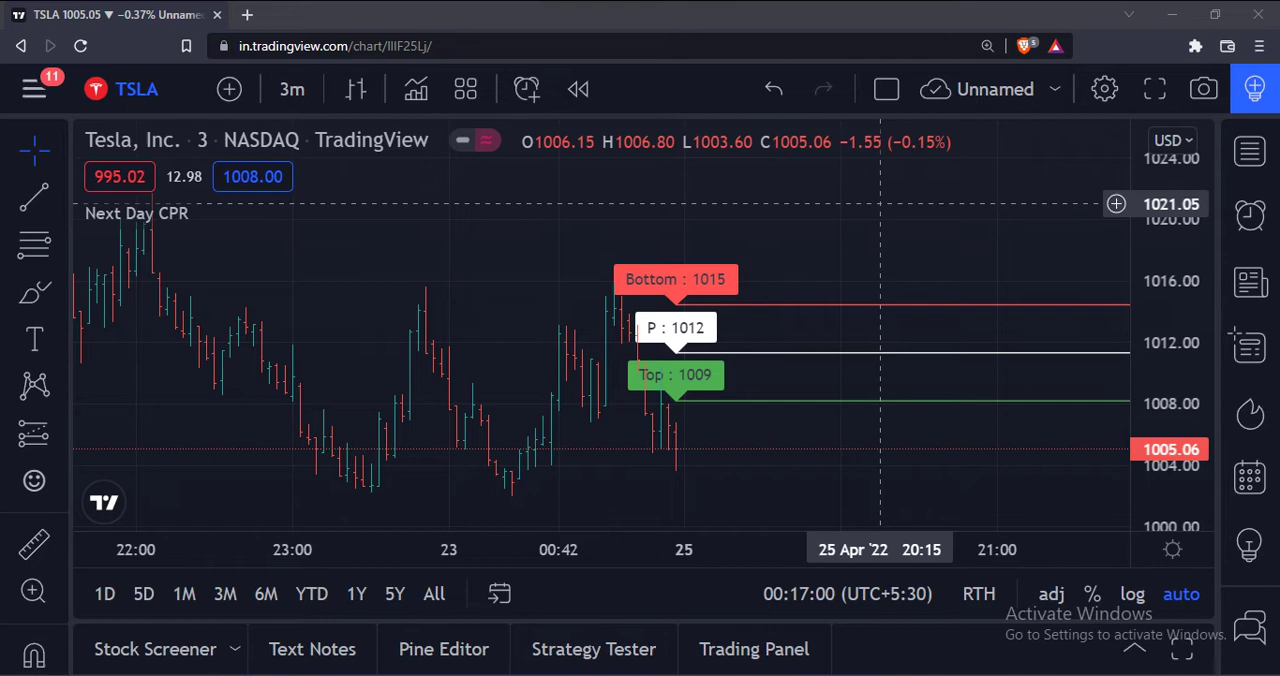 TSLA 1005.05 ▼ −0.37% Unname
in.tradingview.com/chart/IIIF25Lj/
5
11
TSLA
3m
Unnamed
Tesla, Inc. · 3 · NASDAQ · TradingView
O1006.15 H1006.80 L1003.60 C1005.06 −1.55 (−0.15%)
USD
1024.00
995.02
12.98
1008.00
Next Day CPR
1021.05
1020.00
Bottom : 1015
1016.00
P : 1012
1012.00
Top : 1009
1008.00
1005.06
1004.00
1000.00
22:00
23:00
23
00:42
25
25 Apr '22 20:15
21:00
1D
5D
1M
3M
6M
YTD
1Y
5Y
All
00:17:00 (UTC+5:30)
RTH
adj
%
log
auto
Activate Windows
Go to Settings to activate Windows.
Stock Screener
Text Notes
Pine Editor
Strategy Tester
Trading Panel